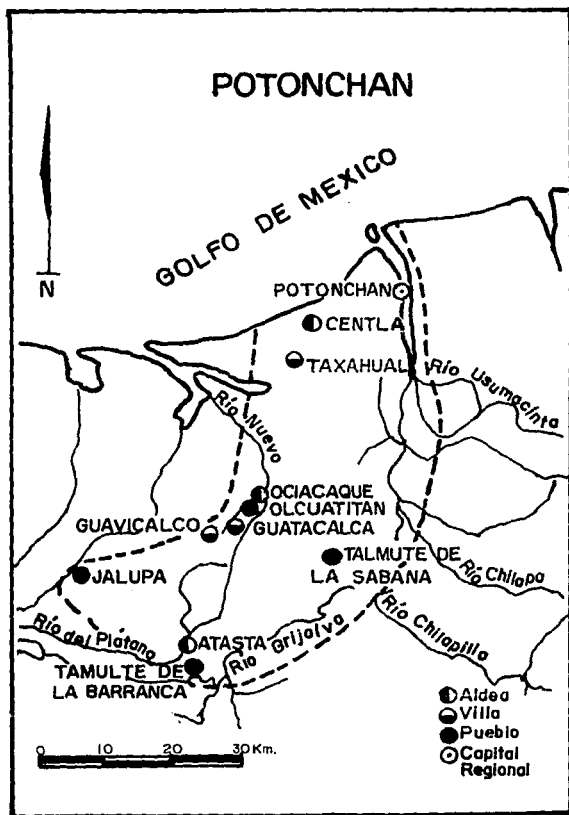 POTONCHAN
GOLFO DE MEXICO
N
POTONCHAN
CENTLA
TAXAHUAL
Río Usumacinta
Río Nuevo
OCIACAQUE
OLCUATITAN
GUAVICALCO
GUATACALCA
TALMUTE DE
LA SABANA
JALUPA
Río Chilapa
Río Chilapilla
Río del Plátano
ATASTA
Río Grijalva
TAMULTE DE
LA BARRANCA
Aldea
Villa
Pueblo
Capital
Regional
0 10 20 30 Km.